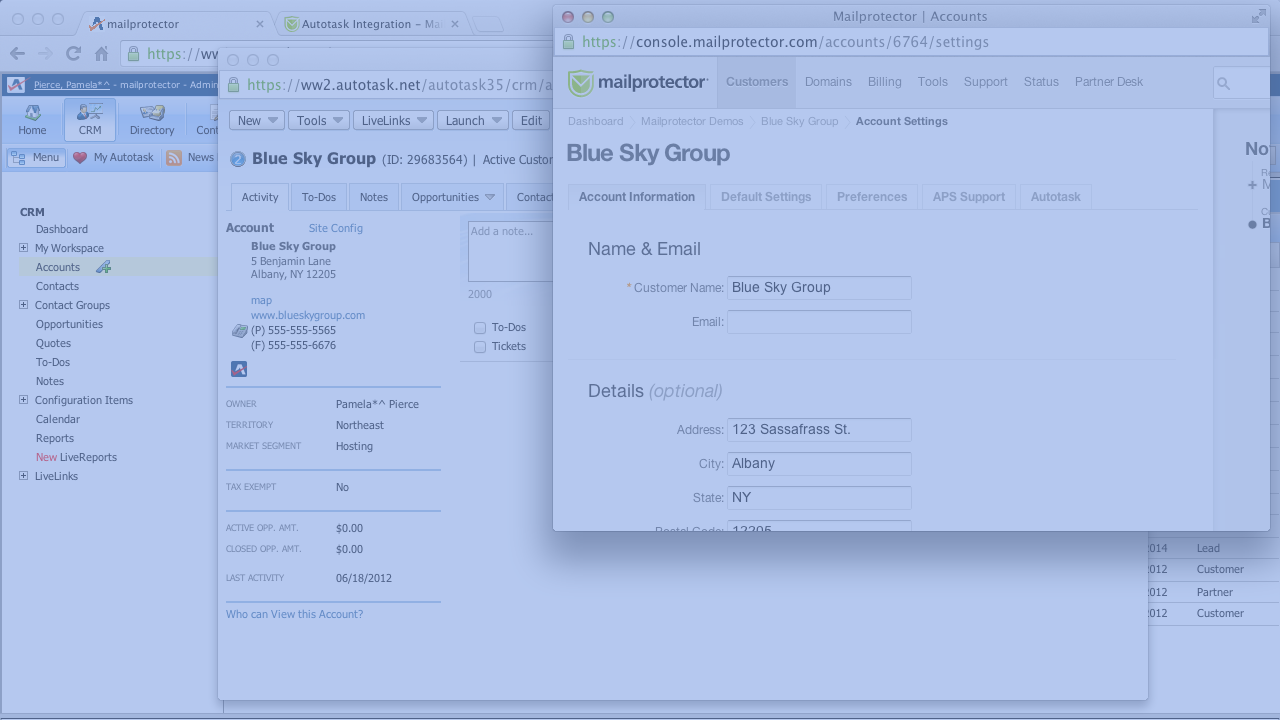 mailprotector
Autotask Integration – Ma
https://ww
Pierce, Pamela*^ - mailprotector - Admin
Home
CRM
Directory
Cont
Menu
My Autotask
News
CRM
Dashboard
My Workspace
Accounts
Contacts
Contact Groups
Opportunities
Quotes
To-Dos
Notes
Configuration Items
Calendar
Reports
New LiveReports
LiveLinks
https://ww2.autotask.net/autotask35/crm/a
New
Tools
LiveLinks
Launch
Edit
2 Blue Sky Group (ID: 29683564) | Active Custor
Activity
To-Dos
Notes
Opportunities
Contact
Account
Site Config
Blue Sky Group
5 Benjamin Lane
Albany, NY 12205
map
www.blueskygroup.com
(P) 555-555-5565
(F) 555-555-6676
Add a note...
2000
To-Dos
Tickets
OWNER Pamela*^ Pierce
TERRITORY Northeast
MARKET SEGMENT Hosting
TAX EXEMPT No
ACTIVE OPP. AMT. $0.00
CLOSED OPP. AMT. $0.00
LAST ACTIVITY 06/18/2012
Who can View this Account?
Mailprotector | Accounts
https://console.mailprotector.com/accounts/6764/settings
mailprotector
Customers
Domains
Billing
Tools
Support
Status
Partner Desk
Dashboard
Mailprotector Demos
Blue Sky Group
Account Settings
Blue Sky Group
Account Information
Default Settings
Preferences
APS Support
Autotask
Name & Email
* Customer Name: Blue Sky Group
Email:
Details (optional)
Address: 123 Sassafrass St.
City: Albany
State: NY
Postal Code: 12205
2014 Lead
2012 Customer
2012 Partner
2012 Customer